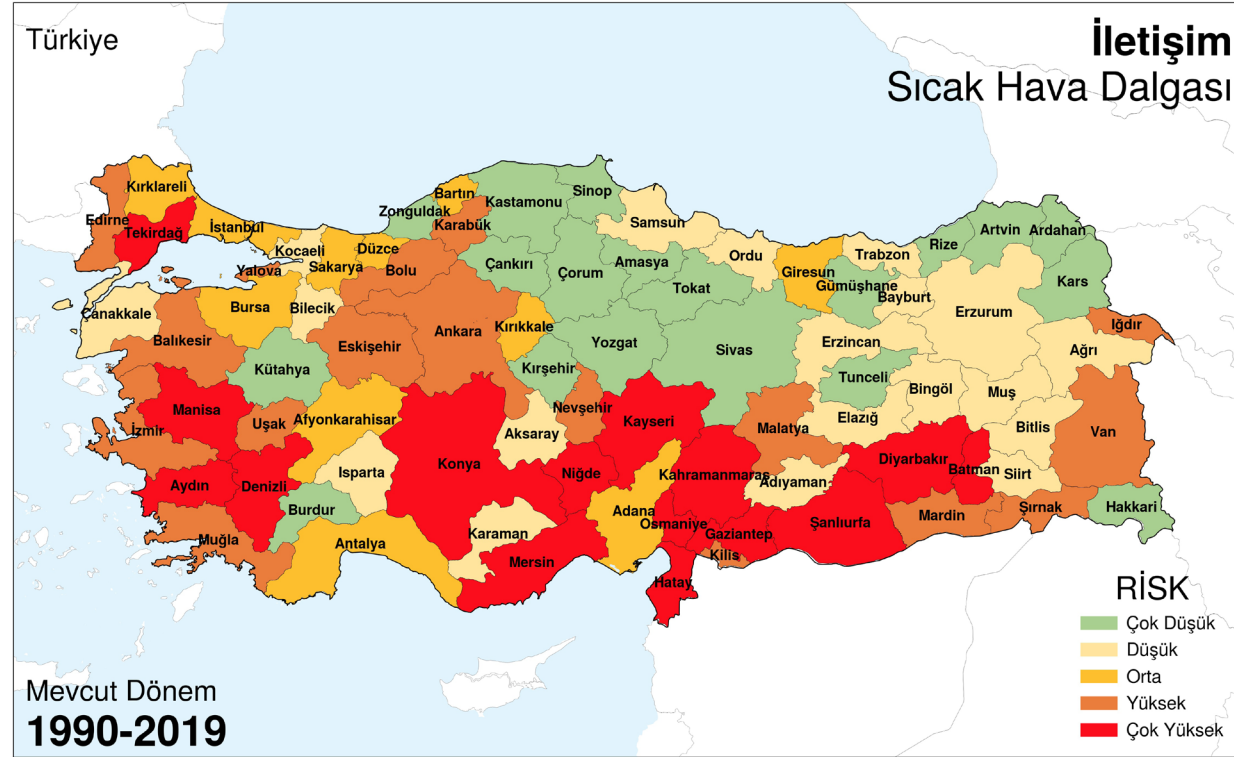 Türkiye
İletişim
Sıcak Hava Dalgası
Kırklareli
Edirne
Tekirdağ
İstanbul
Kocaeli
Yalova
Sakarya
Düzce
Zonguldak
Bartın
Karabük
Kastamonu
Sinop
Samsun
Bolu
Çankırı
Çorum
Amasya
Tokat
Ordu
Giresun
Gümüşhane
Trabzon
Bayburt
Rize
Artvin
Ardahan
Kars
Iğdır
Çanakkale
Balıkesir
Bursa
Bilecik
Eskişehir
Ankara
Kırıkkale
Yozgat
Sivas
Erzincan
Erzurum
Ağrı
Kütahya
Kırşehir
Tunceli
Bingöl
Muş
Manisa
Uşak
Afyonkarahisar
Nevşehir
Kayseri
Malatya
Elazığ
Bitlis
Van
İzmir
Aksaray
Konya
Niğde
Kahramanmaraş
Adıyaman
Diyarbakır
Batman
Siirt
Aydın
Denizli
Isparta
Burdur
Karaman
Adana
Osmaniye
Gaziantep
Şanlıurfa
Mardin
Şırnak
Hakkari
Muğla
Antalya
Mersin
Kilis
Hatay
RİSK
Çok Düşük
Düşük
Orta
Yüksek
Çok Yüksek
Mevcut Dönem
1990-2019